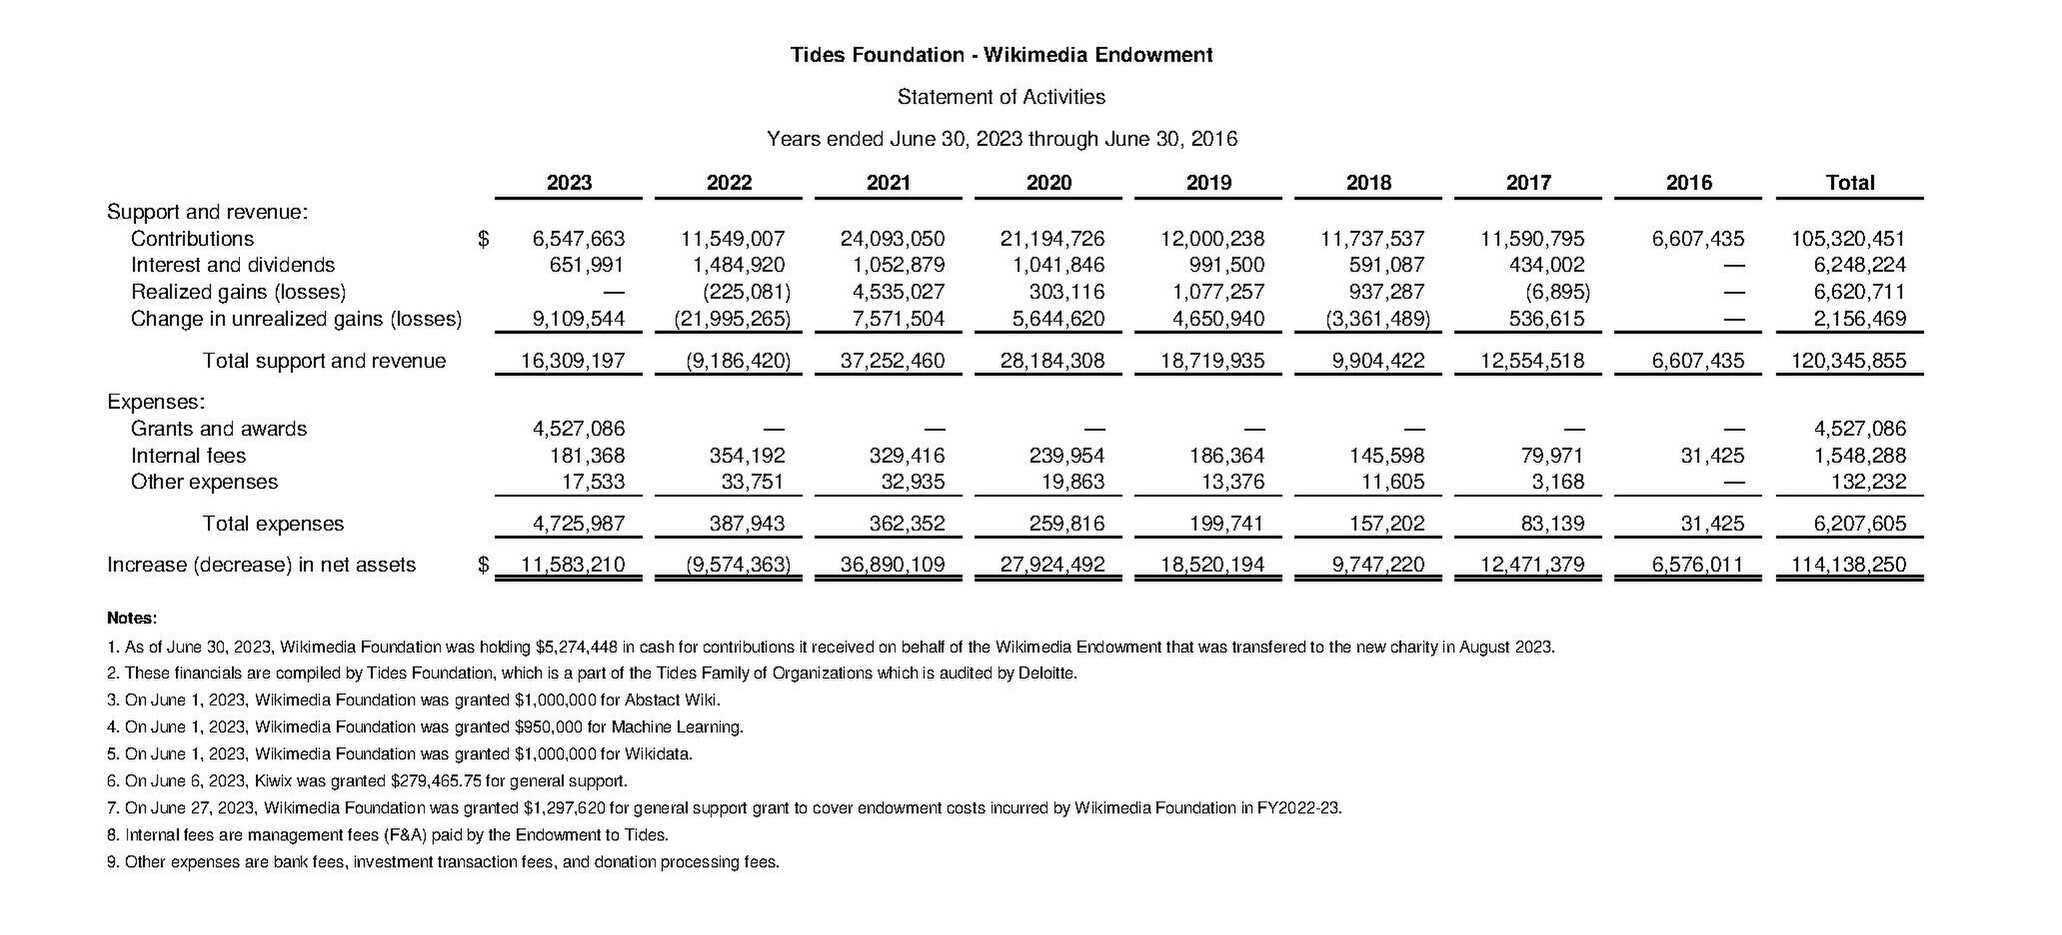 Tides Foundation - Wikimedia Endowment
Statement of Activities
Years ended June 30, 2023 through June 30, 2016
2023 2022 2021 2020 2019 2018 2017 2016 Total
Support and revenue:
Contributions $ 6,547,663 11,549,007 24,093,050 21,194,726 12,000,238 11,737,537 11,590,795 6,607,435 105,320,451
Interest and dividends 651,991 1,484,920 1,052,879 1,041,846 991,500 591,087 434,002 — 6,248,224
Realized gains (losses) — (225,081) 4,535,027 303,116 1,077,257 937,287 (6,895) — 6,620,711
Change in unrealized gains (losses) 9,109,544 (21,995,265) 7,571,504 5,644,620 4,650,940 (3,361,489) 536,615 — 2,156,469
Total support and revenue 16,309,197 (9,186,420) 37,252,460 28,184,308 18,719,935 9,904,422 12,554,518 6,607,435 120,345,855
Expenses:
Grants and awards 4,527,086 — — — — — — — 4,527,086
Internal fees 181,368 354,192 329,416 239,954 186,364 145,598 79,971 31,425 1,548,288
Other expenses 17,533 33,751 32,935 19,863 13,376 11,605 3,168 — 132,232
Total expenses 4,725,987 387,943 362,352 259,816 199,741 157,202 83,139 31,425 6,207,605
Increase (decrease) in net assets $ 11,583,210 (9,574,363) 36,890,109 27,924,492 18,520,194 9,747,220 12,471,379 6,576,011 114,138,250
Notes:
1. As of June 30, 2023, Wikimedia Foundation was holding $5,274,448 in cash for contributions it received on behalf of the Wikimedia Endowment that was transfered to the new charity in August 2023.
2. These financials are compiled by Tides Foundation, which is a part of the Tides Family of Organizations which is audited by Deloitte.
3. On June 1, 2023, Wikimedia Foundation was granted $1,000,000 for Abstact Wiki.
4. On June 1, 2023, Wikimedia Foundation was granted $950,000 for Machine Learning.
5. On June 1, 2023, Wikimedia Foundation was granted $1,000,000 for Wikidata.
6. On June 6, 2023, Kiwix was granted $279,465.75 for general support.
7. On June 27, 2023, Wikimedia Foundation was granted $1,297,620 for general support grant to cover endowment costs incurred by Wikimedia Foundation in FY2022-23.
8. Internal fees are management fees (F&A) paid by the Endowment to Tides.
9. Other expenses are bank fees, investment transaction fees, and donation processing fees.